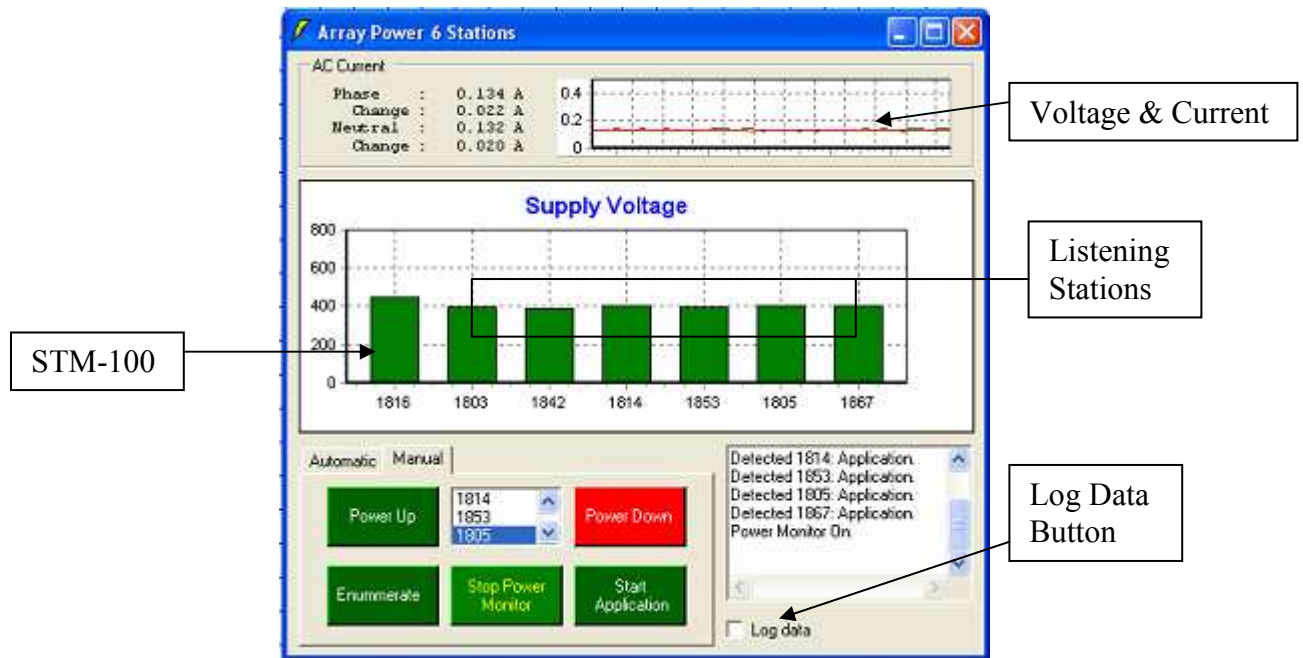 Array Power 6 Stations
AC Current
Phase : 0.134 A
Change : 0.022 A
Neutral : 0.132 A
Change : 0.020 A
0.4
0.2
0
Voltage & Current
Supply Voltage
800
600
400
200
0
1816 1803 1842 1814 1853 1805 1867
Listening
Stations
STM-100
Automatic Manual
Power Up
1814
1853
1805
Power Down
Enummerate
Stop Power
Monitor
Start
Application
Detected 1814: Application.
Detected 1853: Application.
Detected 1805: Application.
Detected 1867: Application.
Power Monitor On.
Log data
Log Data
Button